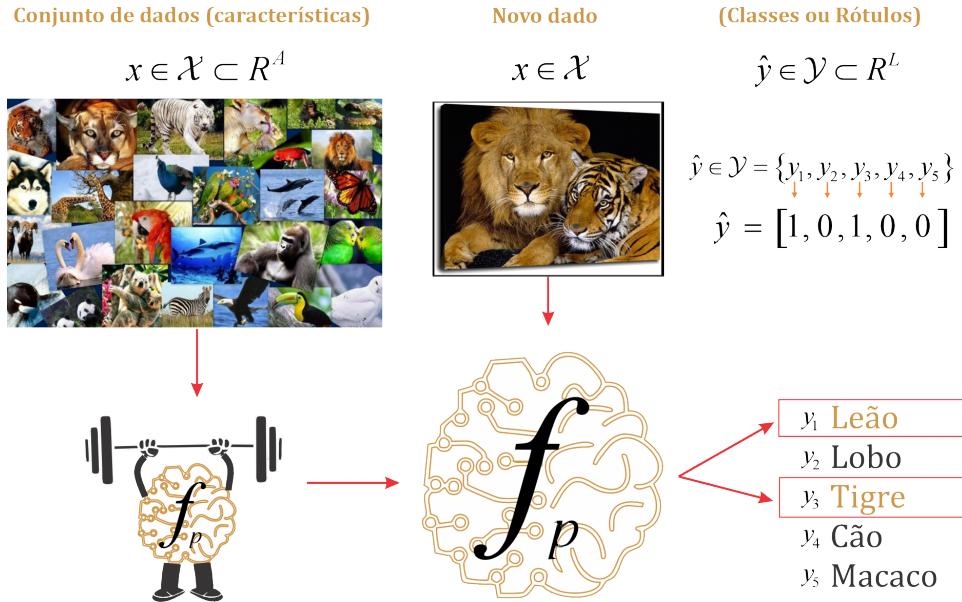 Conjunto de dados (características)
x ∈ 𝒳 ⊂ R^A
Novo dado
x ∈ 𝒳
(Classes ou Rótulos)
ŷ ∈ 𝒴 ⊂ R^L
ŷ ∈ 𝒴 = {y₁, y₂, y₃, y₄, y₅}
ŷ = [1, 0, 1, 0, 0]
f_p
f_p
y₁ Leão
y₂ Lobo
y₃ Tigre
y₄ Cão
y₅ Macaco